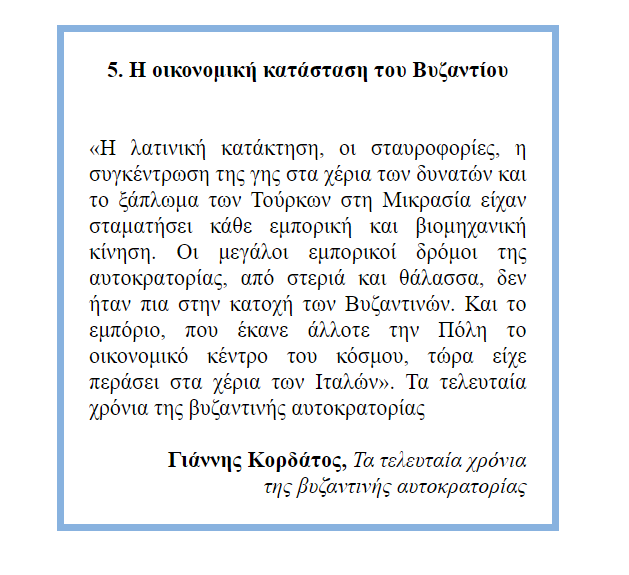 5. Η οικονομική κατάσταση του Βυζαντίου
«Η λατινική κατάκτηση, οι σταυροφορίες, η
συγκέντρωση της γης στα χέρια των δυνατών και
το ξάπλωμα των Τούρκων στη Μικρασία είχαν
σταματήσει κάθε εμπορική και βιομηχανική
κίνηση. Οι μεγάλοι εμπορικοί δρόμοι της
αυτοκρατορίας, από στεριά και θάλασσα, δεν
ήταν πια στην κατοχή των Βυζαντινών. Και το
εμπόριο, που έκανε άλλοτε την Πόλη το
οικονομικό κέντρο του κόσμου, τώρα είχε
περάσει στα χέρια των Ιταλών». Τα τελευταία
χρόνια της βυζαντινής αυτοκρατορίας
Γιάννης Κορδάτος, Τα τελευταία χρόνια
της βυζαντινής αυτοκρατορίας